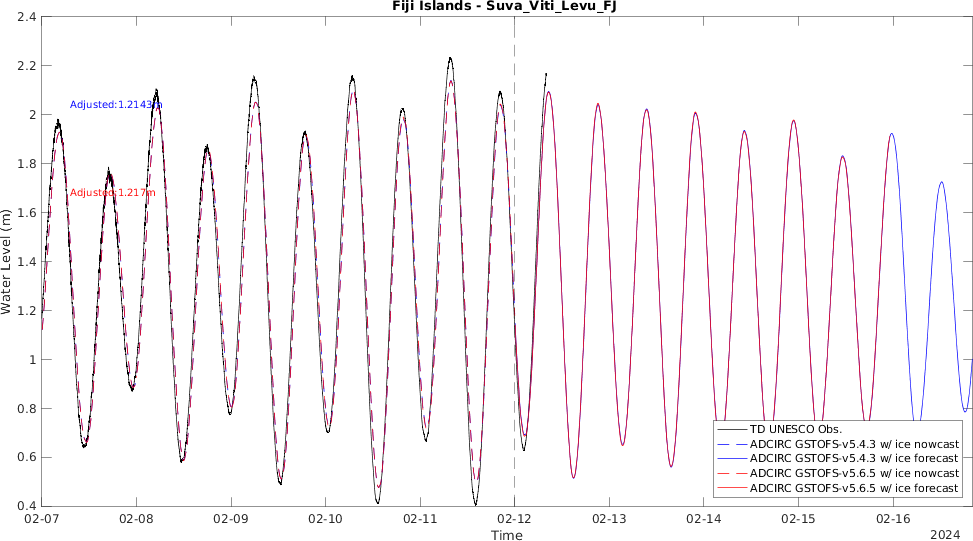 Fiji Islands - Suva_Viti_Levu_FJ
2.4
2.2
2
1.8
1.6
1.4
1.2
1
0.8
0.6
0.4
Water Level (m)
Adjusted:1.2143m
Adjusted:1.217m
TD UNESCO Obs.
ADCIRC GSTOFS-v5.4.3 w/ ice nowcast
ADCIRC GSTOFS-v5.4.3 w/ ice forecast
ADCIRC GSTOFS-v5.6.5 w/ ice nowcast
ADCIRC GSTOFS-v5.6.5 w/ ice forecast
02-07 02-08 02-09 02-10 02-11 02-12 02-13 02-14 02-15 02-16
Time
2024